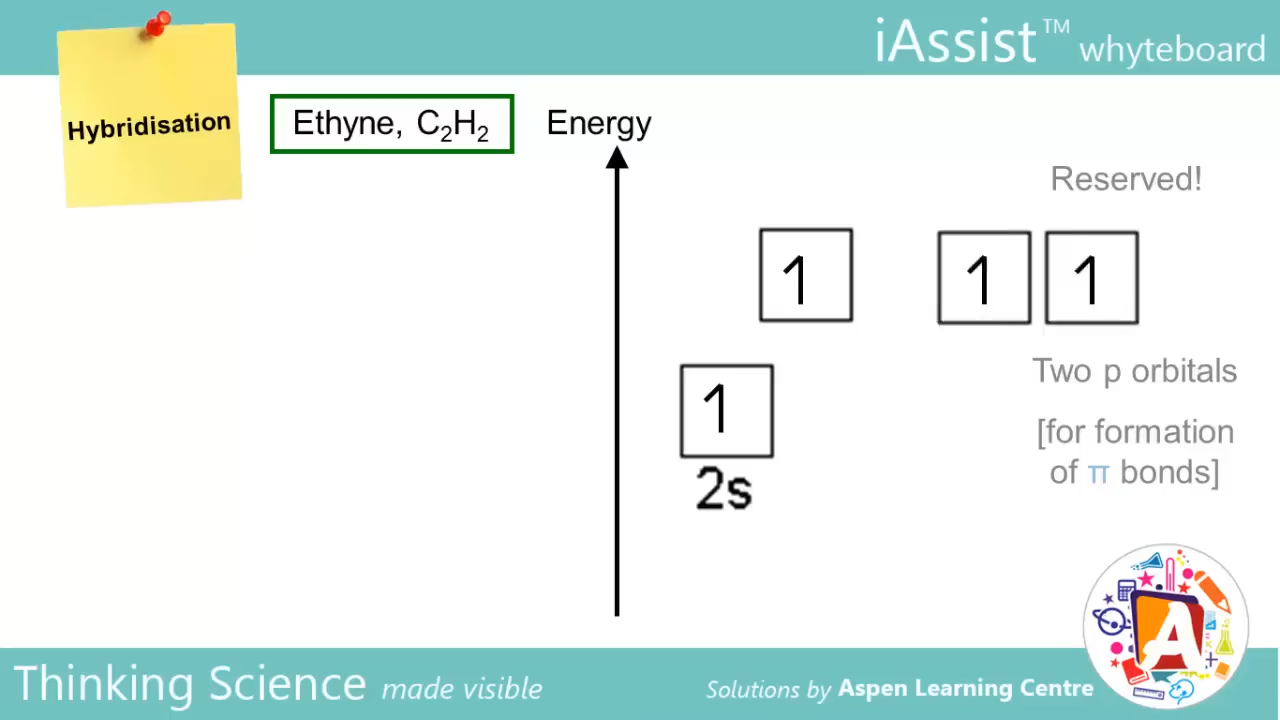 iAssist™ whyteboard
Hybridisation
Ethyne, C₂H₂
Energy
Reserved!
1 1 1
Two p orbitals
1
[for formation
of π bonds]
2s
A
Thinking Science made visible
Solutions by Aspen Learning Centre